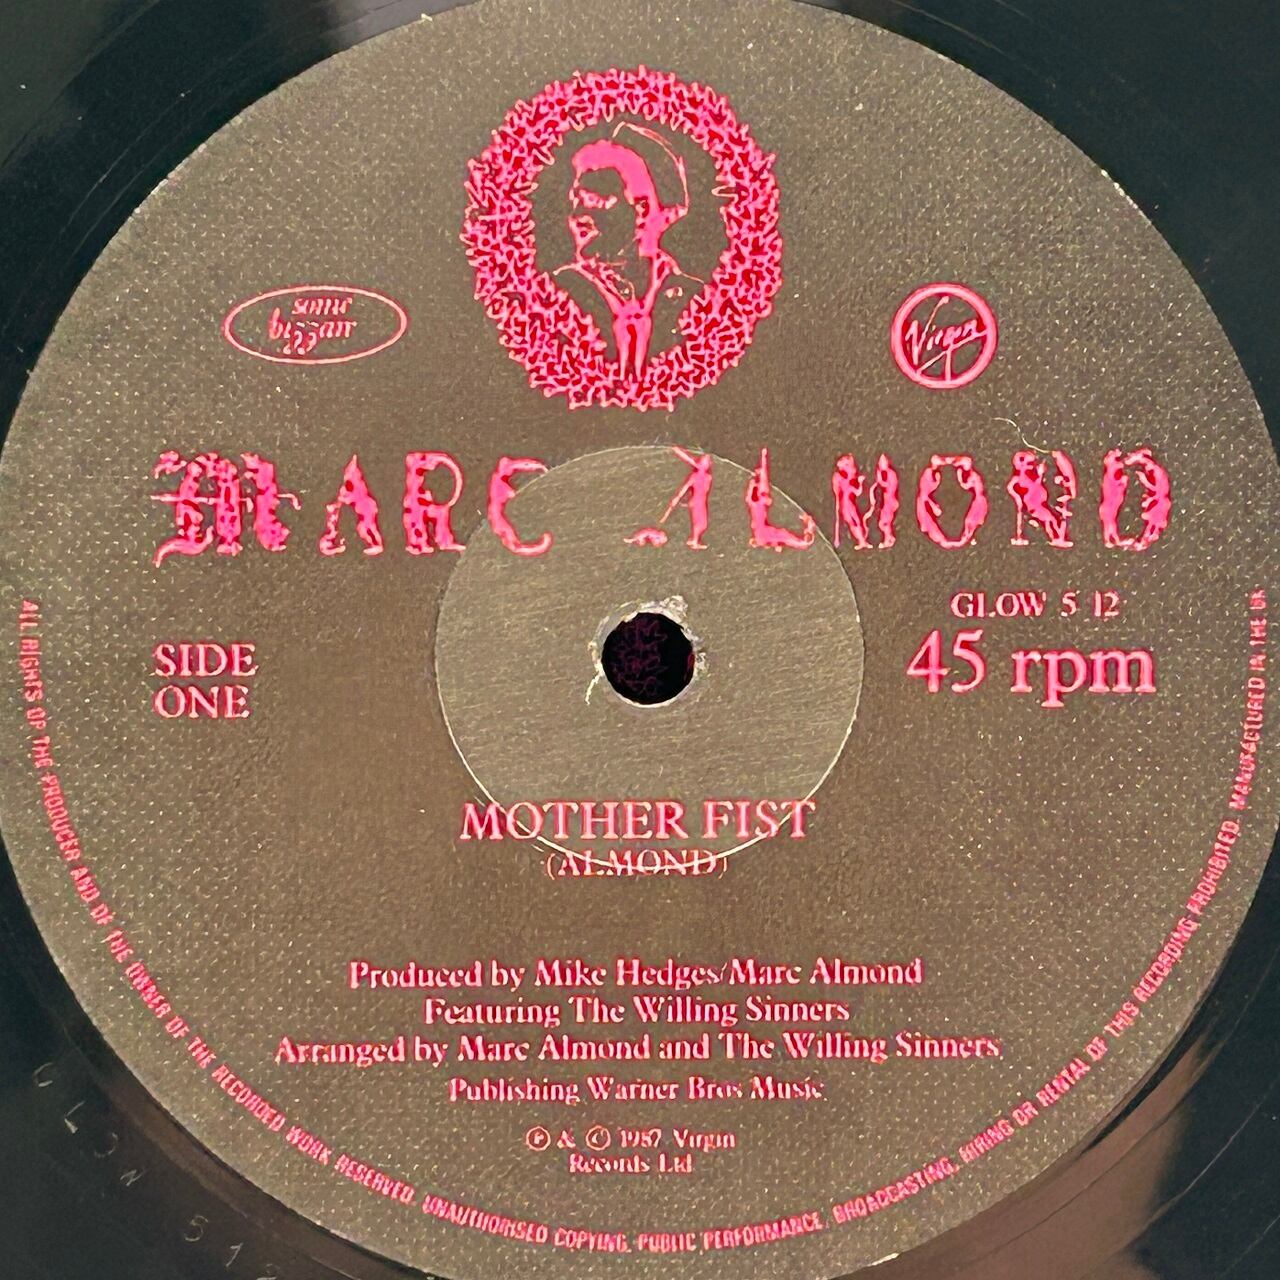 some
bizzare
Virgin
MARC ALMOND
GLOW 5 12
45 rpm
SIDE
ONE
MOTHER FIST
(ALMOND)
Produced by Mike Hedges/Marc Almond
Featuring The Willing Sinners
Arranged by Marc Almond and The Willing Sinners
Publishing Warner Bros Music
℗ & © 1987 Virgin
Records Ltd
ALL RIGHTS OF THE PRODUCER AND OF THE OWNER OF THE RECORDED WORK RESERVED. UNAUTHORISED COPYING, PUBLIC PERFORMANCE, BROADCASTING, HIRING OR RENTAL OF THIS RECORDING PROHIBITED. MANUFACTURED IN THE UK